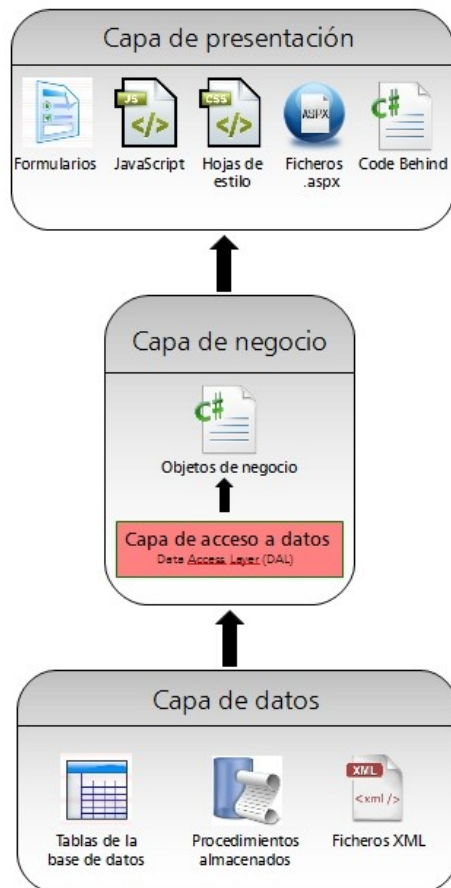 Capa de presentación
JS
CSS
ASPX
C#
</>
</>
Formularios
JavaScript
Hojas de
estilo
Ficheros
.aspx
Code Behind
Capa de negocio
C#
Objetos de negocio
Capa de acceso a datos
Data Access Layer (DAL)
Capa de datos
XML
<xml />
Tablas de la
base de datos
Procedimientos
almacenados
Ficheros XML